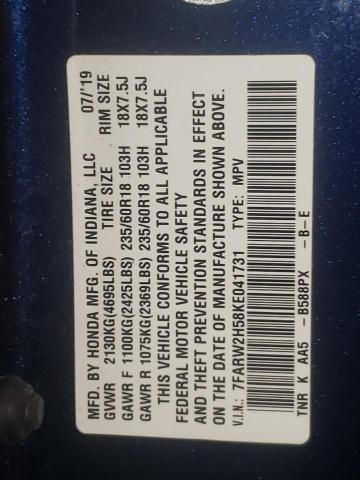 MFD. BY HONDA MFG. OF INDIANA, LLC 07/'19
GVWR 2130KG(4695LBS) TIRE SIZE RIM SIZE
GAWR F 1100KG(2425LBS) 235/60R18 103H 18X7.5J
GAWR R 1075KG(2369LBS) 235/60R18 103H 18X7.5J
THIS VEHICLE CONFORMS TO ALL APPLICABLE
FEDERAL MOTOR VEHICLE SAFETY
AND THEFT PREVENTION STANDARDS IN EFFECT
ON THE DATE OF MANUFACTURE SHOWN ABOVE.
V.I.N.: 7FARW2H58KE041731 TYPE: MPV
TNR K AA5 -B588PX -B-E